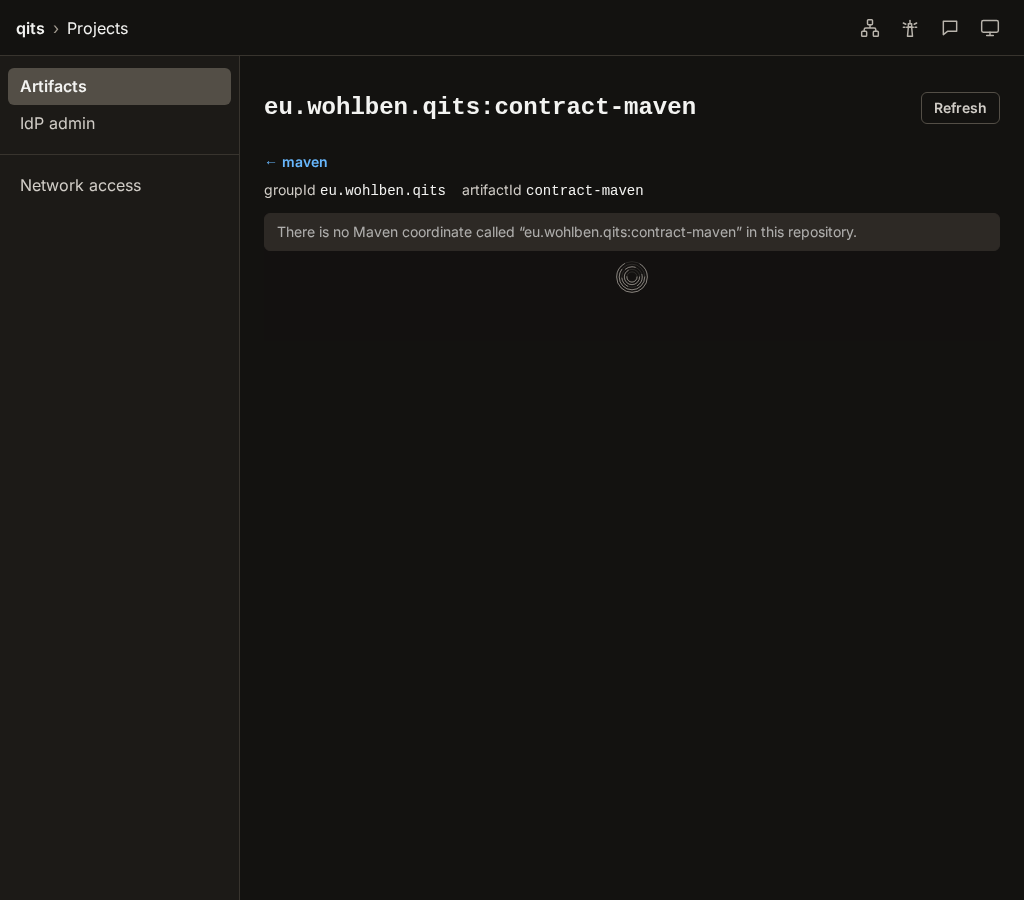 qits › Projects
Artifacts
IdP admin
Network access
eu.wohlben.qits:contract-maven
Refresh
← maven
groupId eu.wohlben.qits artifactId contract-maven
There is no Maven coordinate called “eu.wohlben.qits:contract-maven” in this repository.